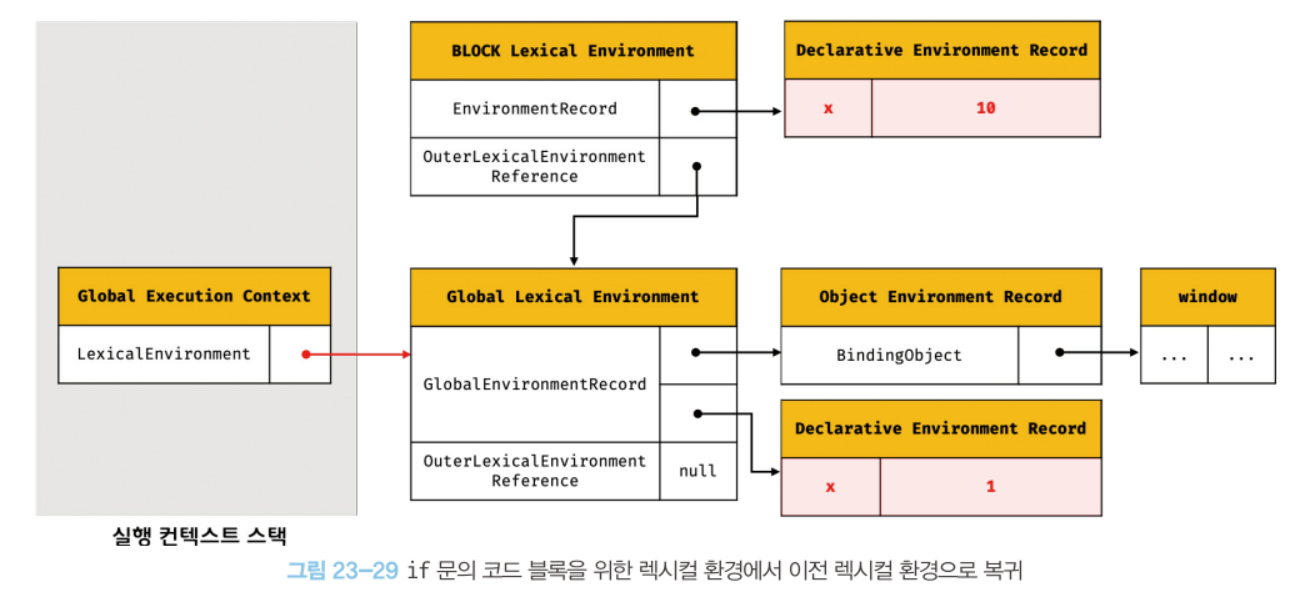 BLOCK Lexical Environment
EnvironmentRecord
OuterLexicalEnvironment
Reference
Declarative Environment Record
x
10
Global Execution Context
LexicalEnvironment
Global Lexical Environment
GlobalEnvironmentRecord
OuterLexicalEnvironment
Reference
null
Object Environment Record
BindingObject
window
...
...
Declarative Environment Record
x
1
실행 컨텍스트 스택
그림 23-29 if 문의 코드 블록을 위한 렉시컬 환경에서 이전 렉시컬 환경으로 복귀